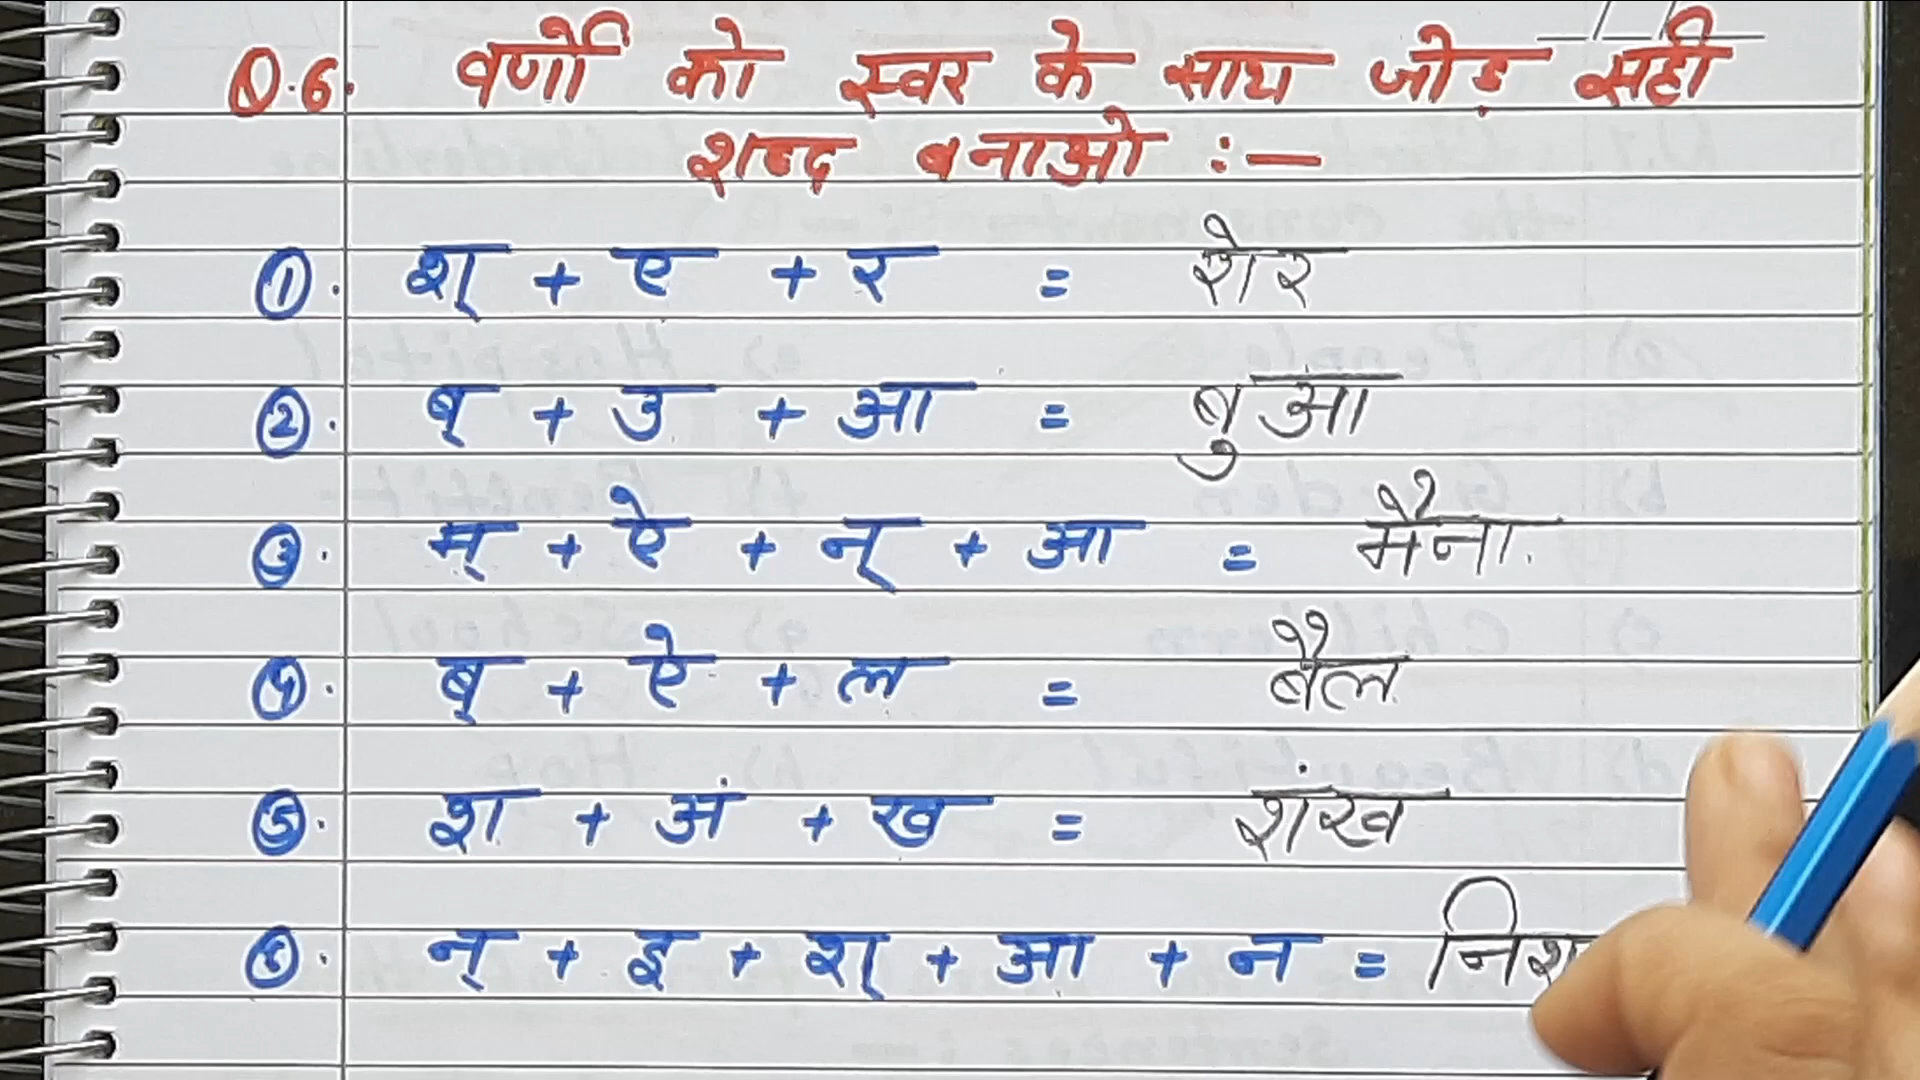 Q.6. वर्णो को स्वर के साथ जोड़ सही
शब्द बनाओ :-
①. श् + ए + र = शेर
②. ब् + उ + आ = बुआ
③. म् + ऐ + न् + आ = मैना.
④. ब् + ऐ + ल = बैल
⑤. श + अं + ख = शंख
⑥. न् + इ + श् + आ + न =